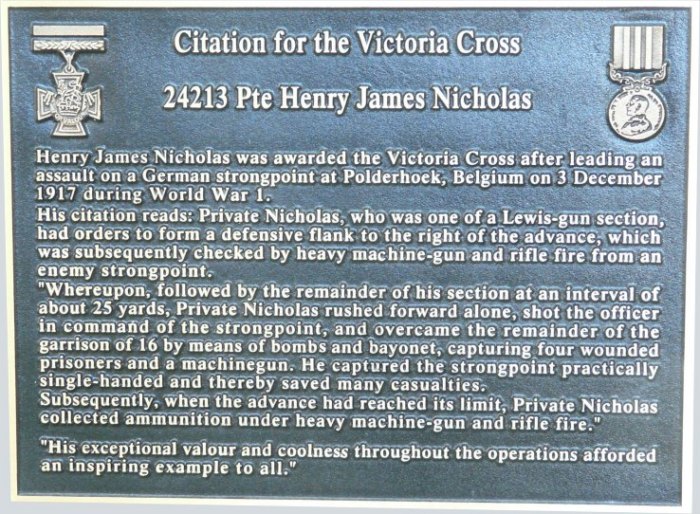 Citation for the Victoria Cross
24213 Pte Henry James Nicholas
Henry James Nicholas was awarded the Victoria Cross after leading an
assault on a German strongpoint at Polderhoek, Belgium on 3 December
1917 during World War 1.
His citation reads: Private Nicholas, who was one of a Lewis-gun section,
had orders to form a defensive flank to the right of the advance, which
was subsequently checked by heavy machine-gun and rifle fire from an
enemy strongpoint.
"Whereupon, followed by the remainder of his section at an interval of
about 25 yards, Private Nicholas rushed forward alone, shot the officer
in command of the strongpoint, and overcame the remainder of the
garrison of 16 by means of bombs and bayonet, capturing four wounded
prisoners and a machinegun. He captured the strongpoint practically
single-handed and thereby saved many casualties.
Subsequently, when the advance had reached its limit, Private Nicholas
collected ammunition under heavy machine-gun and rifle fire."
"His exceptional valour and coolness throughout the operations afforded
an inspiring example to all."